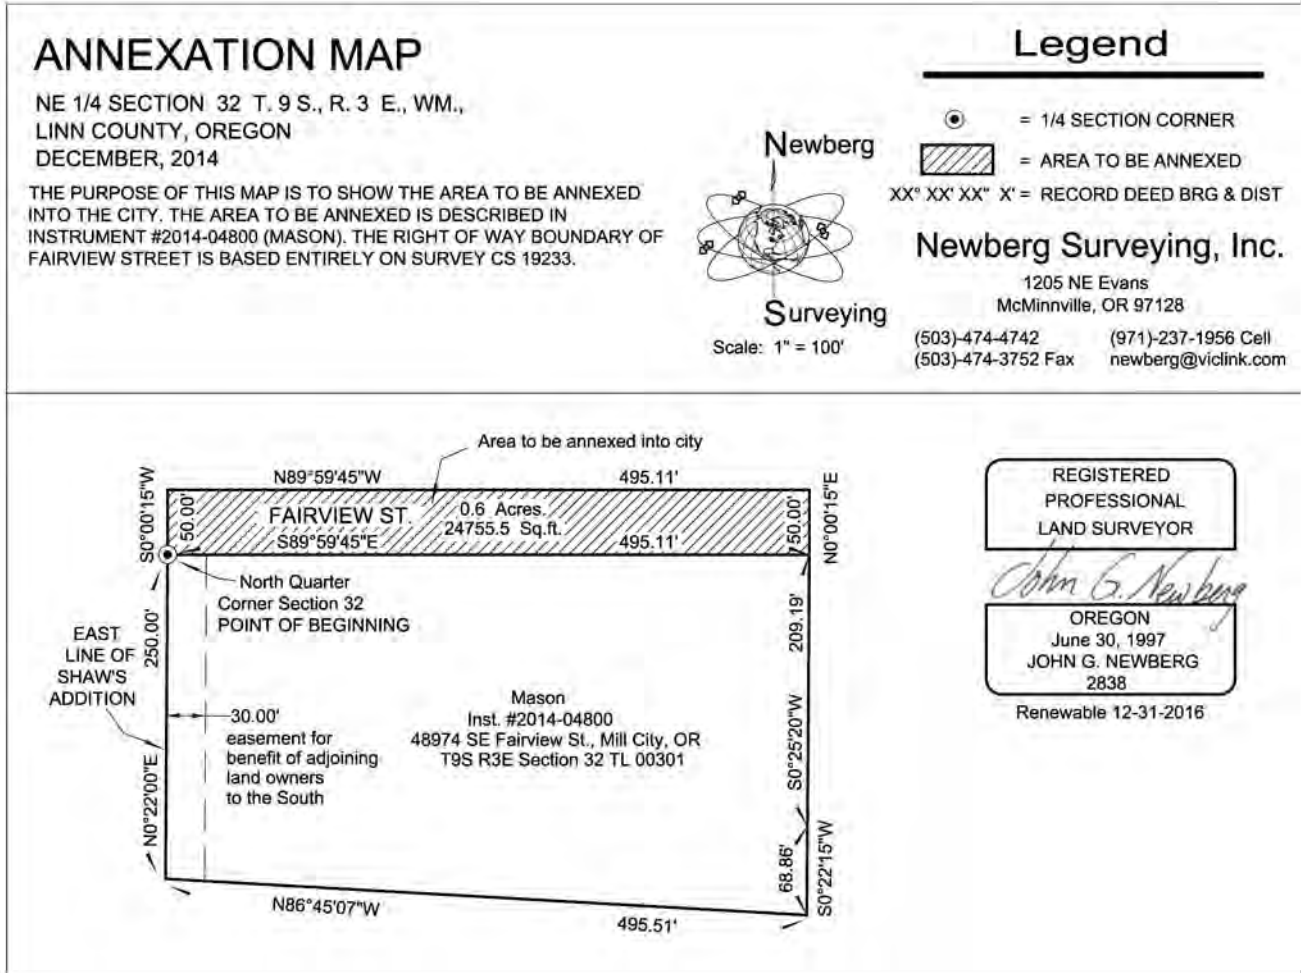 ANNEXATION MAP
NE 1/4 SECTION 32 T. 9 S., R. 3 E., WM.,
LINN COUNTY, OREGON
DECEMBER, 2014
THE PURPOSE OF THIS MAP IS TO SHOW THE AREA TO BE ANNEXED
INTO THE CITY. THE AREA TO BE ANNEXED IS DESCRIBED IN
INSTRUMENT #2014-04800 (MASON). THE RIGHT OF WAY BOUNDARY OF
FAIRVIEW STREET IS BASED ENTIRELY ON SURVEY CS 19233.
Newberg
Surveying
Scale: 1" = 100'
Legend
= 1/4 SECTION CORNER
= AREA TO BE ANNEXED
XX° XX' XX" X' = RECORD DEED BRG & DIST
Newberg Surveying, Inc.
1205 NE Evans
McMinnville, OR 97128
(503)-474-4742 (971)-237-1956 Cell
(503)-474-3752 Fax newberg@viclink.com
Area to be annexed into city
N89°59'45"W 495.11'
S0°00'15"W
50.00'
FAIRVIEW ST.
0.6 Acres.
24755.5 Sq.ft.
S89°59'45"E 495.11'
50.00'
N0°00'15"E
North Quarter
Corner Section 32
POINT OF BEGINNING
250.00'
N0°22'00"E
EAST
LINE OF
SHAW'S
ADDITION
30.00'
easement for
benefit of adjoining
land owners
to the South
Mason
Inst. #2014-04800
48974 SE Fairview St., Mill City, OR
T9S R3E Section 32 TL 00301
209.19'
S0°25'20"W
68.86'
S0°22'15"W
N86°45'07"W
495.51'
REGISTERED
PROFESSIONAL
LAND SURVEYOR
John G. Newberg
OREGON
June 30, 1997
JOHN G. NEWBERG
2838
Renewable 12-31-2016